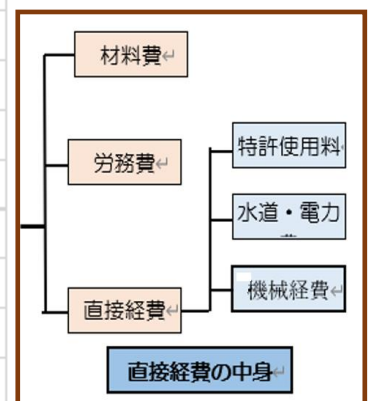 材料費
特許使用料
労務費
水道・電力
機械経費
直接経費
直接経費の中身